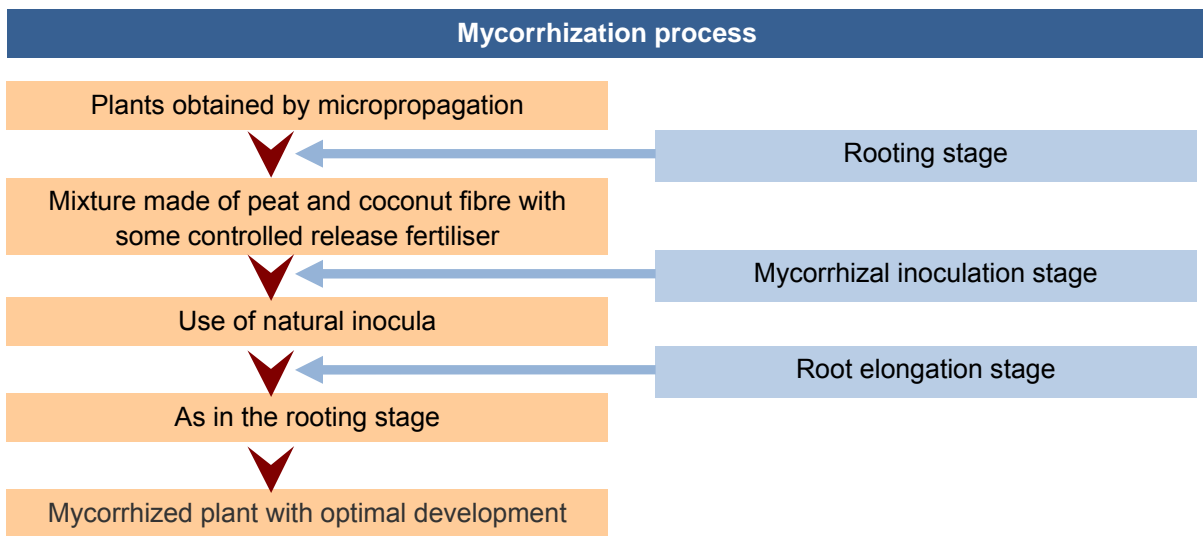 Mycorrhization process
Plants obtained by micropropagation
Rooting stage
Mixture made of peat and coconut fibre with
some controlled release fertiliser
Mycorrhizal inoculation stage
Use of natural inocula
Root elongation stage
As in the rooting stage
Mycorrhized plant with optimal development